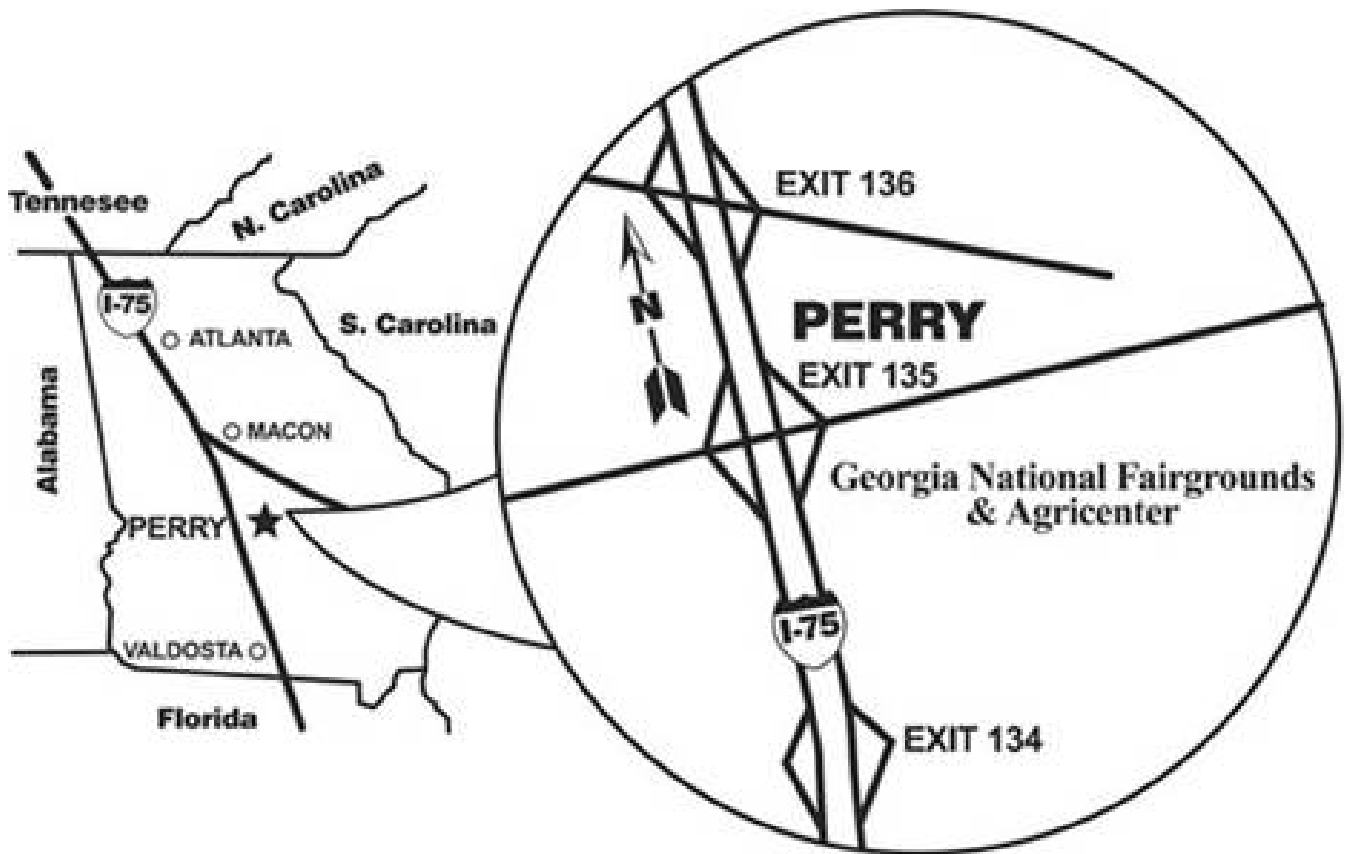 Tennesee
N. Carolina
I-75
ATLANTA
S. Carolina
Alabama
MACON
PERRY
VALDOSTA
Florida
EXIT 136
N
PERRY
EXIT 135
Georgia National Fairgrounds
& Agricenter
I-75
EXIT 134